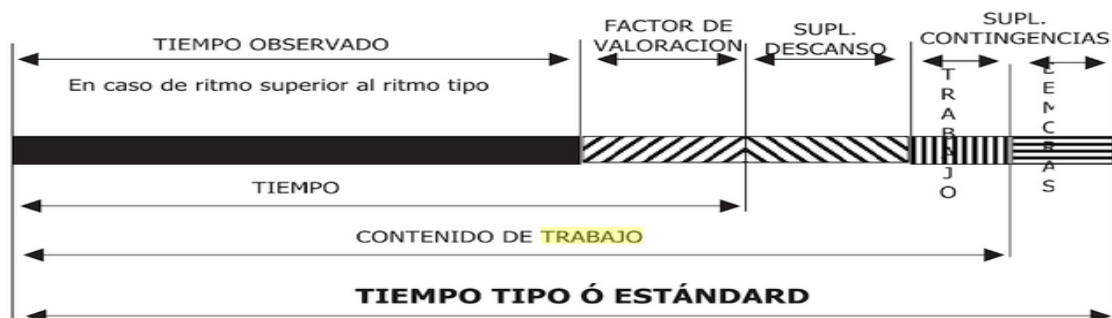 FACTOR DE
VALORACION
SUPL.
DESCANSO
SUPL.
CONTINGENCIAS
TIEMPO OBSERVADO
En caso de ritmo superior al ritmo tipo
TRABAJO
TIEMPO
CONTENIDO DE TRABAJO
TIEMPO TIPO Ó ESTÁNDARD